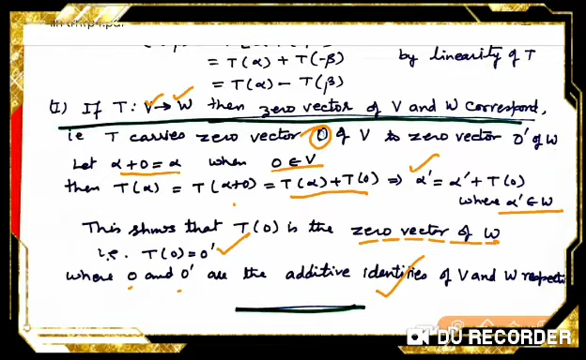 = T(α) + T(-β) by linearity of T
= T(α) - T(β)
(I) If T: V → W then zero vector of V and W correspond,
ie T carries zero vector 0 of V to zero vector 0' of W
Let α+0=α when 0 ∈ V
then T(α) = T(α+0) = T(α)+T(0) ⇒ α' = α' + T(0)
where α' ∈ W
This shows that T(0) is the zero vector of W
i.e. T(0)=0'
where 0 and 0' are the additive identities of V and W respecti
DU RECORDER